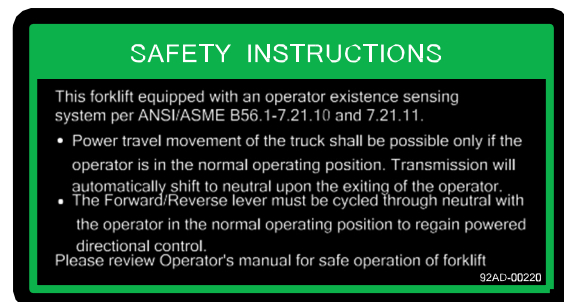 SAFETY INSTRUCTIONS
This forklift equipped with an operator existence sensing
system per ANSI/ASME B56.1-7.21.10 and 7.21.11.
• Power travel movement of the truck shall be possible only if the
operator is in the normal operating position. Transmission will
automatically shift to neutral upon the exiting of the operator.
• The Forward/Reverse lever must be cycled through neutral with
the operator in the normal operating position to regain powered
directional control.
Please review Operator's manual for safe operation of forklift
92AD-00220